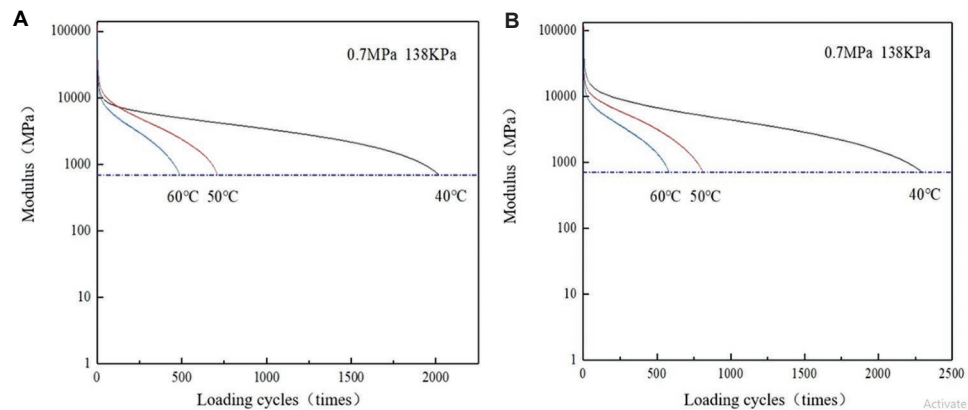 A
100000
10000
1000
100
10
1
Modulus（MPa）
0.7MPa 138KPa
60℃ 50℃
40℃
0 500 1000 1500 2000
Loading cycles（times）
B
100000
10000
1000
100
10
1
Modulus（MPa）
0.7MPa 138KPa
60℃ 50℃
40℃
0 500 1000 1500 2000 2500
Loading cycles（times）
Activate